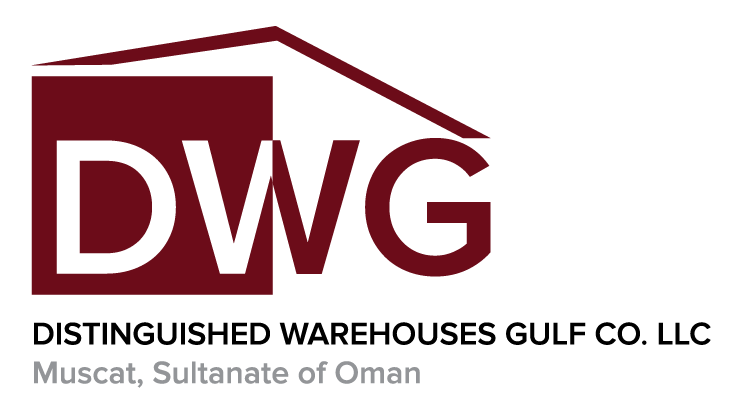 DWG
DISTINGUISHED WAREHOUSES GULF CO. LLC
Muscat, Sultanate of Oman